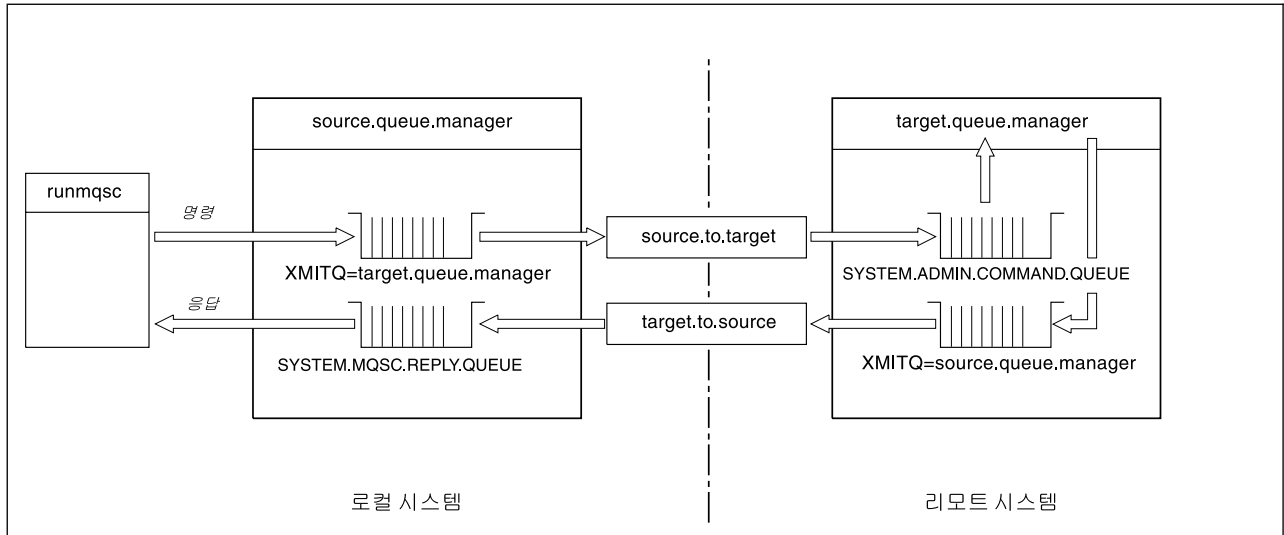 source.queue.manager
target.queue.manager
runmqsc
명령
source.to.target
XMITQ=target.queue.manager
SYSTEM.ADMIN.COMMAND.QUEUE
응답
target.to.source
SYSTEM.MQSC.REPLY.QUEUE
XMITQ=source.queue.manager
로컬 시스템
리모트 시스템